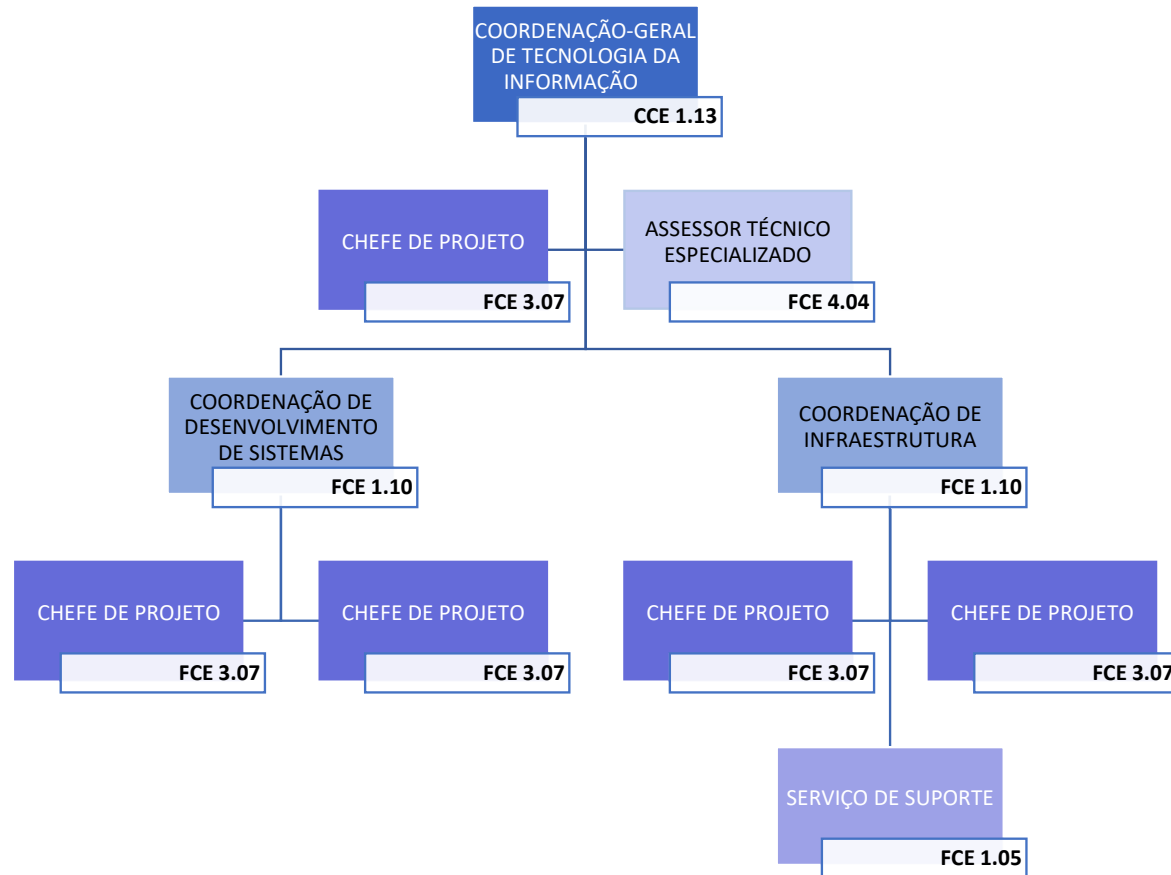 COORDENAÇÃO-GERAL
DE TECNOLOGIA DA
INFORMAÇÃO
CCE 1.13
CHEFE DE PROJETO
FCE 3.07
ASSESSOR TÉCNICO
ESPECIALIZADO
FCE 4.04
COORDENAÇÃO DE
DESENVOLVIMENTO
DE SISTEMAS
FCE 1.10
COORDENAÇÃO DE
INFRAESTRUTURA
FCE 1.10
CHEFE DE PROJETO
FCE 3.07
CHEFE DE PROJETO
FCE 3.07
CHEFE DE PROJETO
FCE 3.07
CHEFE DE PROJETO
FCE 3.07
SERVIÇO DE SUPORTE
FCE 1.05